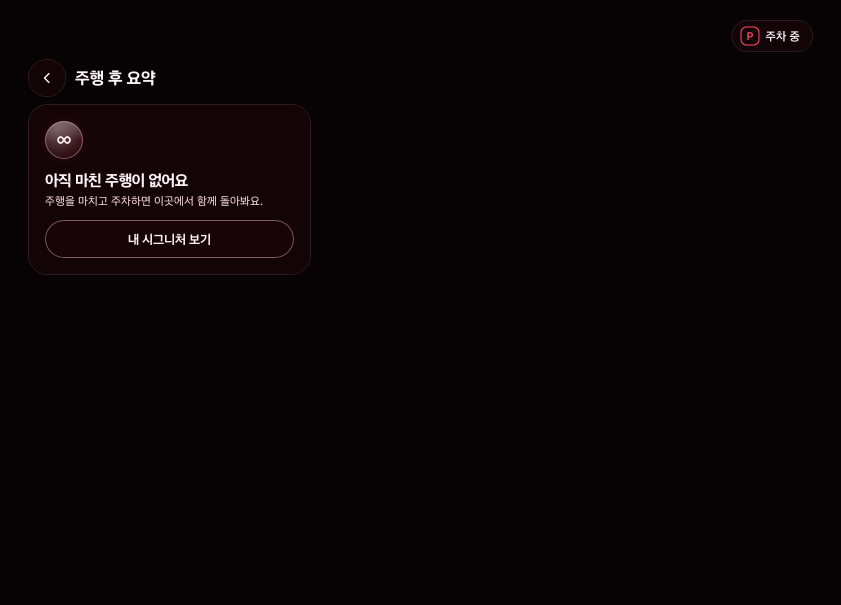 P 주차 중
주행 후 요약
∞
아직 마친 주행이 없어요
주행을 마치고 주차하면 이곳에서 함께 돌아봐요.
내 시그니처 보기